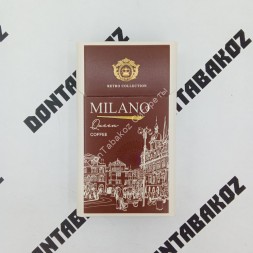 DONTABAKOZ
RETRO COLLECTION
MILANO
Queen
COFFEE
DONTABAKOZ